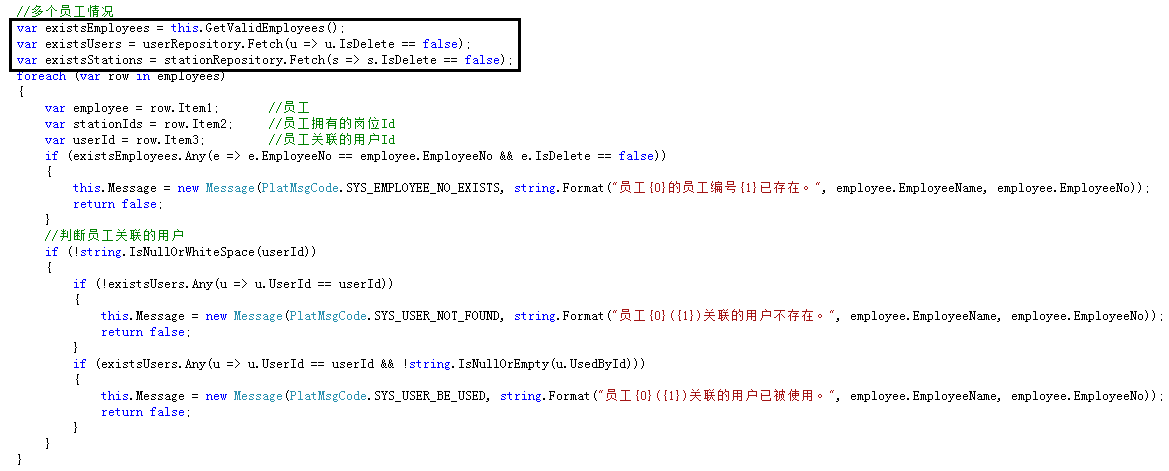 //多个员工情况
var existsEmployees = this.GetValidEmployees();
var existsUsers = userRepository.Fetch(u => u.IsDelete == false);
var existsStations = stationRepository.Fetch(s => s.IsDelete == false);
foreach (var row in employees)
{
    var employee = row.Item1;       //员工
    var stationIds = row.Item2;     //员工拥有的岗位Id
    var userId = row.Item3;         //员工关联的用户Id
    if (existsEmployees.Any(e => e.EmployeeNo == employee.EmployeeNo && e.IsDelete == false))
    {
        this.Message = new Message(PlatMsgCode.SYS_EMPLOYEE_NO_EXISTS, string.Format("员工{0}的员工编号{1}已存在。", employee.EmployeeName, employee.EmployeeNo));
        return false;
    }
    //判断员工关联的用户
    if (!string.IsNullOrWhiteSpace(userId))
    {
        if (!existsUsers.Any(u => u.UserId == userId))
        {
            this.Message = new Message(PlatMsgCode.SYS_USER_NOT_FOUND, string.Format("员工{0}({1})关联的用户不存在。", employee.EmployeeName, employee.EmployeeNo));
            return false;
        }
        if (existsUsers.Any(u => u.UserId == userId && !string.IsNullOrEmpty(u.UsedById)))
        {
            this.Message = new Message(PlatMsgCode.SYS_USER_BE_USED, string.Format("员工{0}({1})关联的用户已被使用。", employee.EmployeeName, employee.EmployeeNo));
            return false;
        }
    }
}